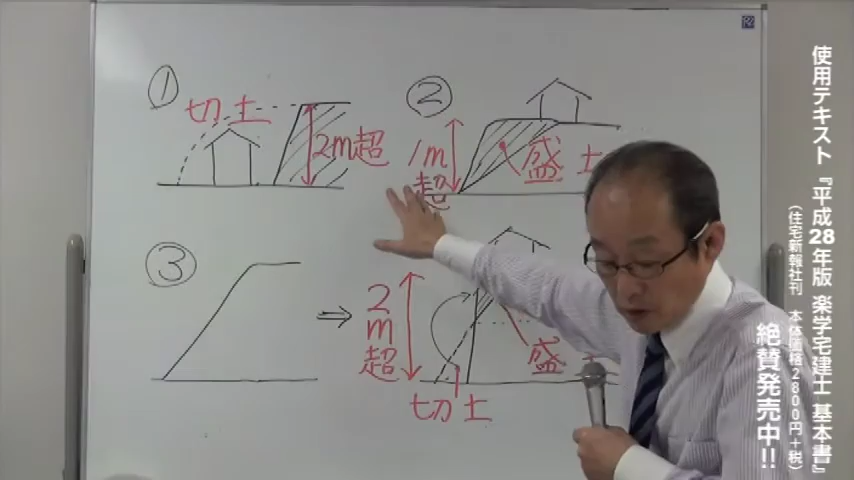 ①
切土
2m超
②
1m
超
盛土
③
⇒
2
m
超
盛土
切土
使用テキスト『平成28年版 楽学宅建士 基本書』
(住宅新報社刊 本体価格2800円+税)
絶賛発売中!!